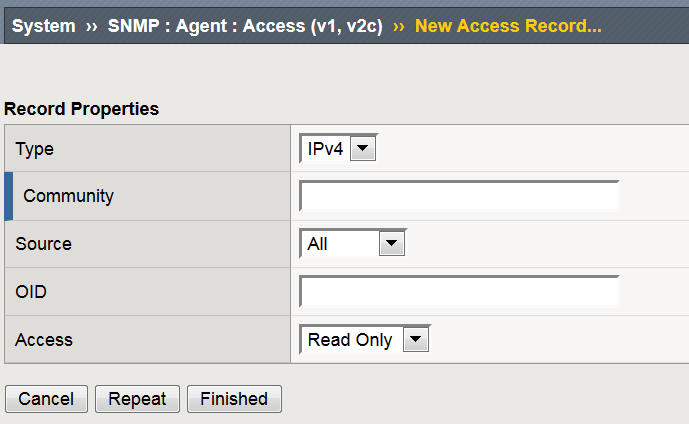 System ›› SNMP : Agent : Access (v1, v2c) ›› New Access Record...
Record Properties
Type IPv4
Community
Source All
OID
Access Read Only
Cancel Repeat Finished